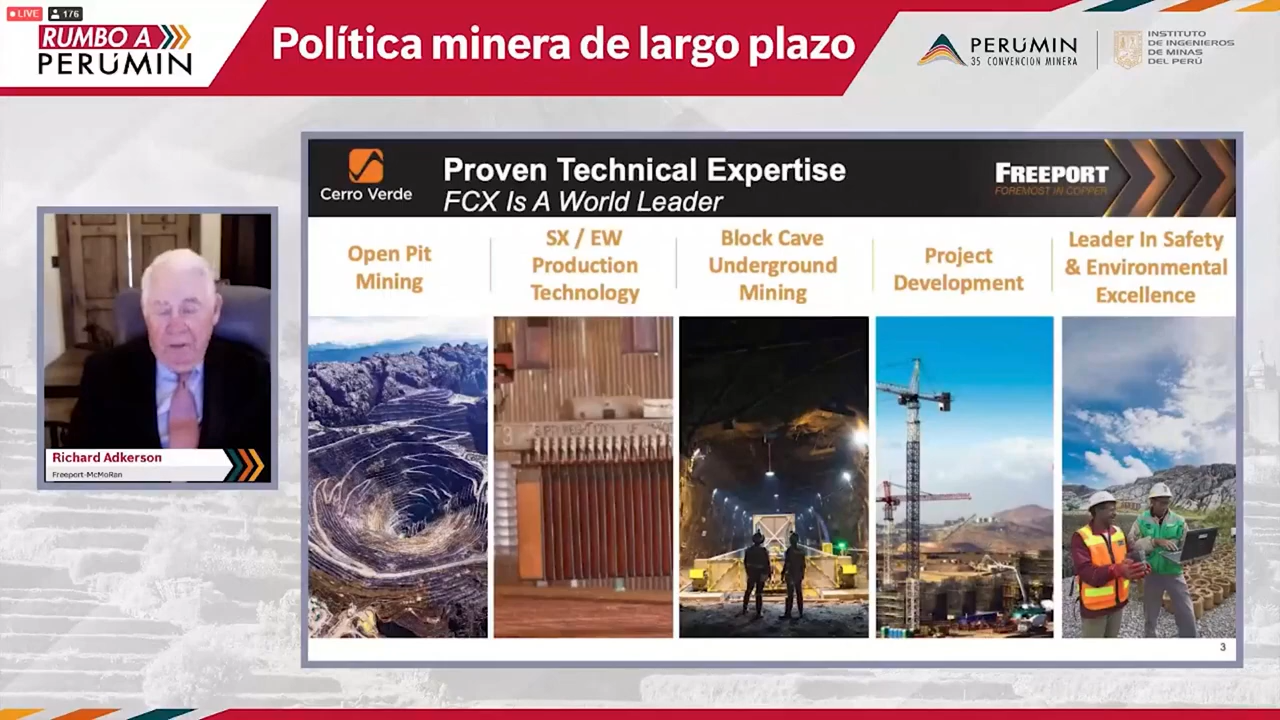 LIVE 176
RUMBO A
PERÚMIN
Política minera de largo plazo
PERÚMIN
35 CONVENCIÓN MINERA
INSTITUTO
DE INGENIEROS
DE MINAS
DEL PERÚ
Cerro Verde
Proven Technical Expertise
FCX Is A World Leader
FREEPORT
FOREMOST IN COPPER
Open Pit
Mining
SX / EW
Production
Technology
Block Cave
Underground
Mining
Project
Development
Leader In Safety
& Environmental
Excellence
Richard Adkerson
Freeport-McMoRan
3